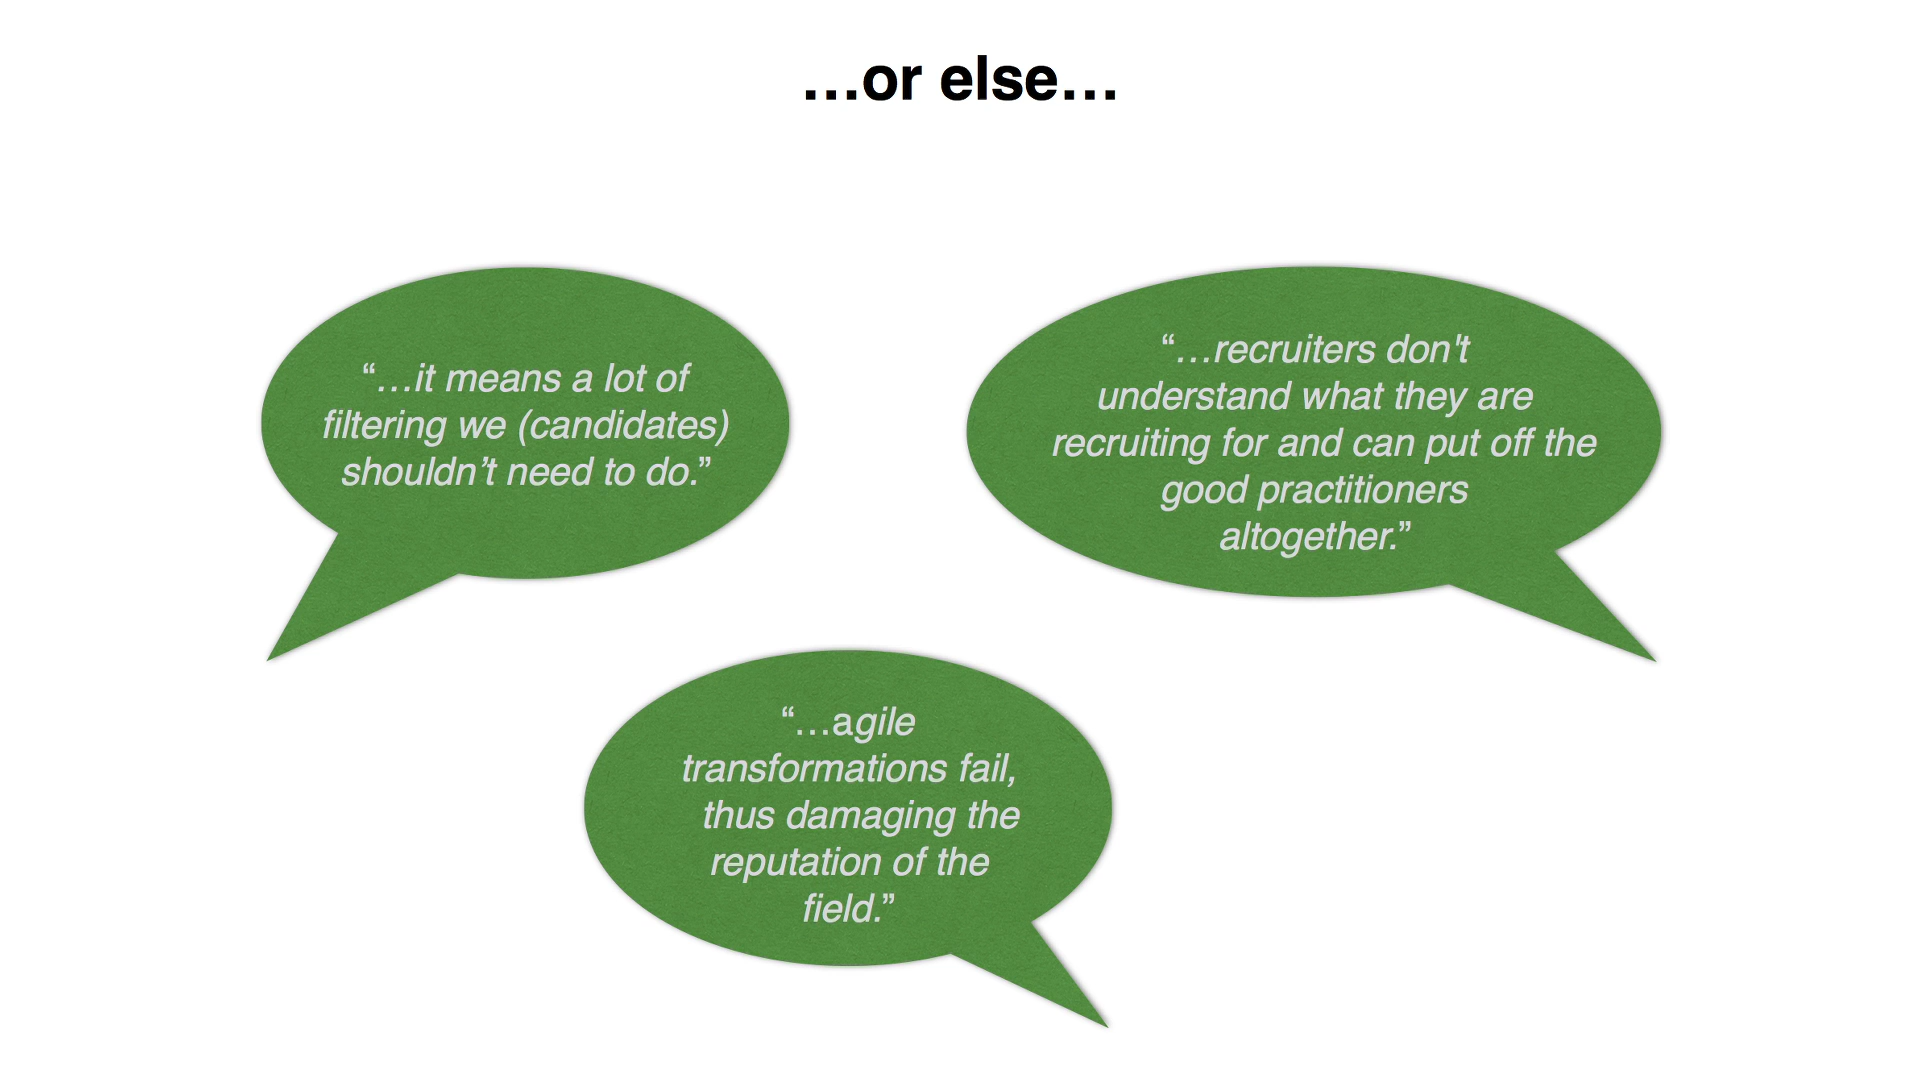 …or else…
“…it means a lot of
filtering we (candidates)
shouldn’t need to do.”
“…recruiters don't
understand what they are
recruiting for and can put off the
good practitioners
altogether.”
“…agile
transformations fail,
thus damaging the
reputation of the
field.”